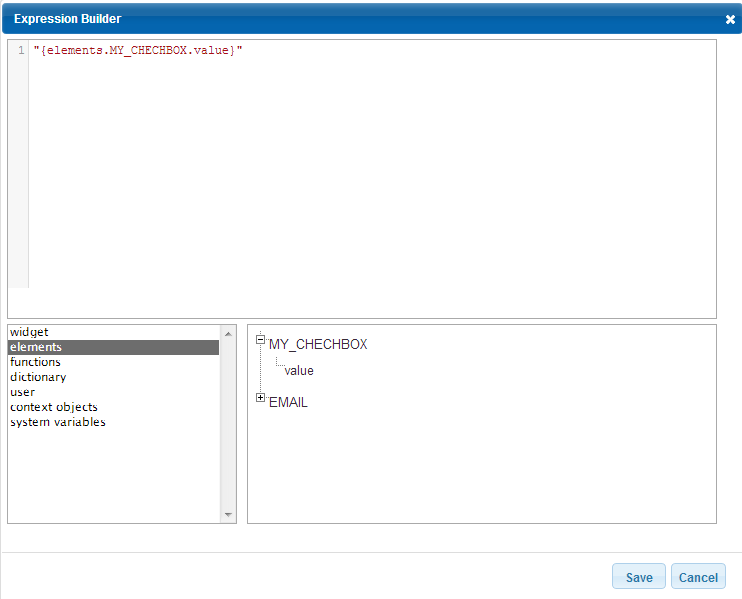 Expression Builder
1 "{elements.MY_CHECHBOX.value}"
widget
elements
functions
dictionary
user
context objects
system variables
MY_CHECHBOX
value
EMAIL
Save Cancel